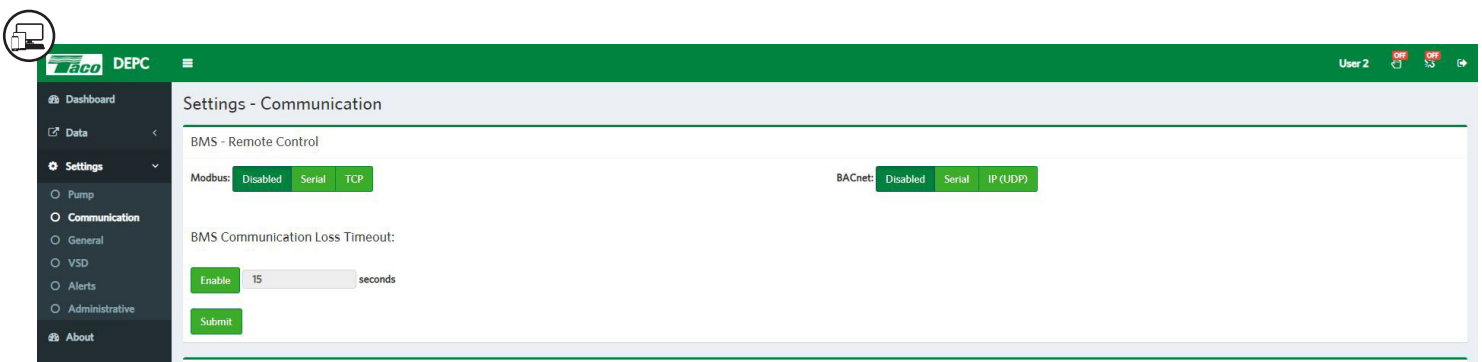 Taco DEPC
User 2 OFF OFF
Dashboard
Data
Settings
Pump
Communication
General
VSD
Alerts
Administrative
About
Settings - Communication
BMS - Remote Control
Modbus: Disabled Serial TCP
BACnet: Disabled Serial IP (UDP)
BMS Communication Loss Timeout:
Enable 15 seconds
Submit